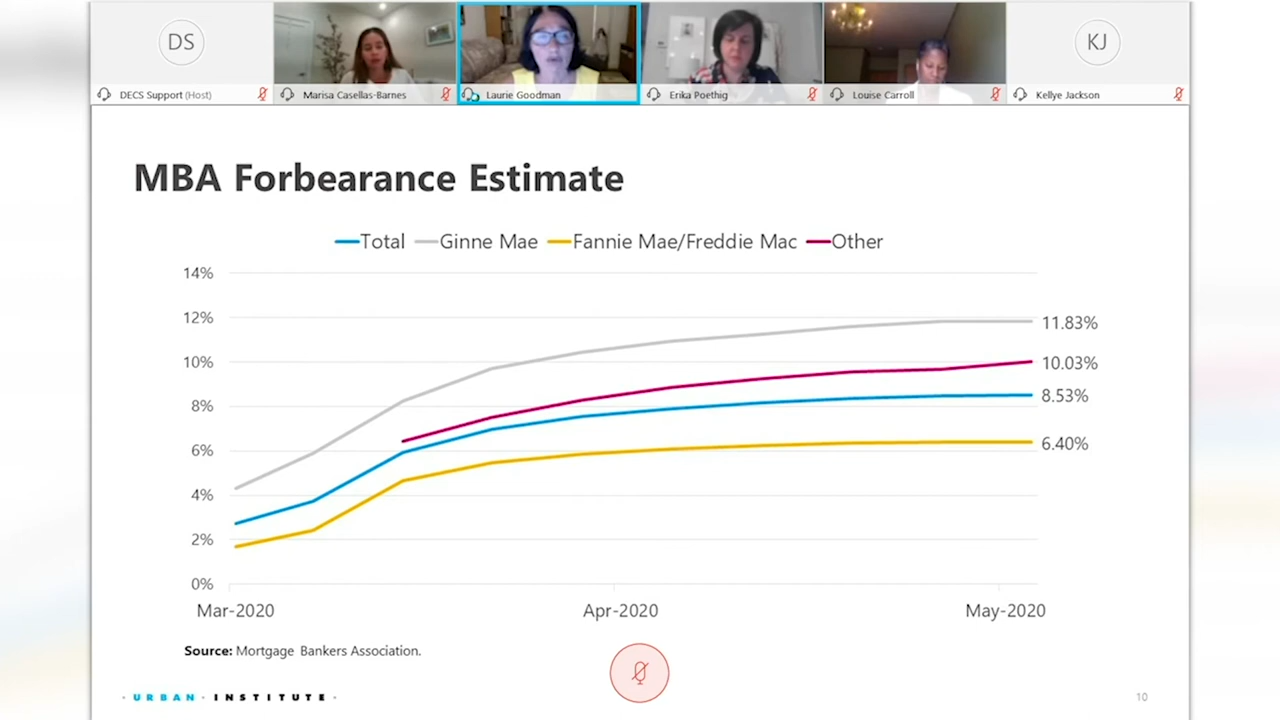 DS
KJ
DECS Support (Host)
Marisa Casellas-Barnes
Laurie Goodman
Erika Poethig
Louise Carroll
Kellye Jackson
MBA Forbearance Estimate
Total
Ginne Mae
Fannie Mae/Freddie Mac
Other
14%
12%
10%
8%
6%
4%
2%
0%
11.83%
10.03%
8.53%
6.40%
Mar-2020
Apr-2020
May-2020
Source: Mortgage Bankers Association.
· URBAN · INSTITUTE ·
10